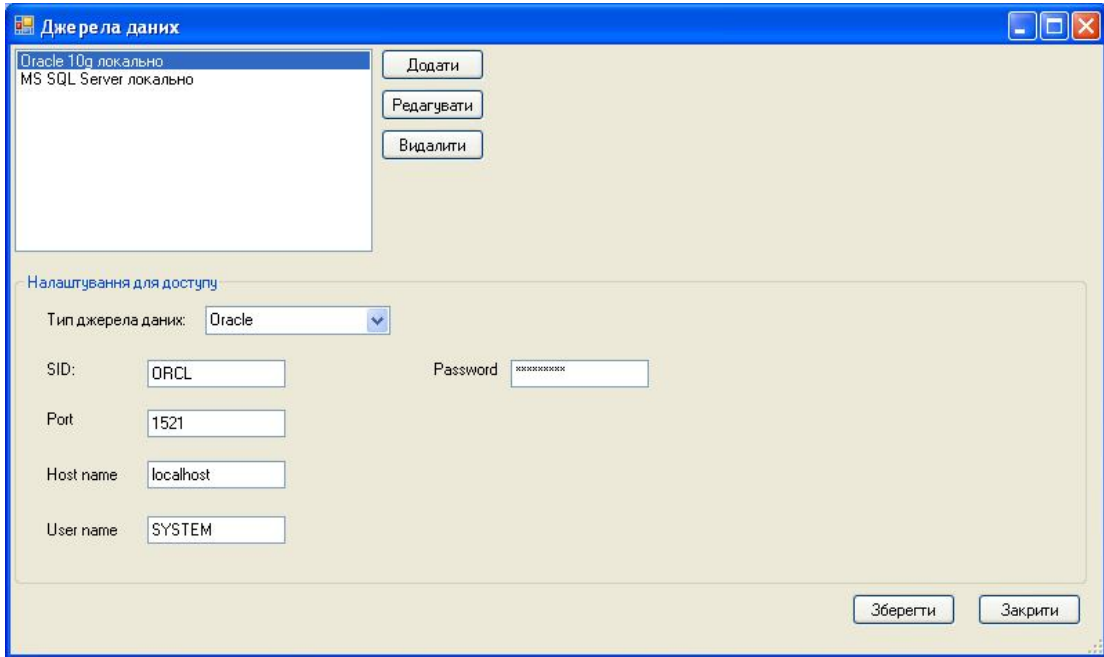 Джерела даних
Oracle 10g локально
MS SQL Server локально
Додати
Редагувати
Видалити
Налаштування для доступу
Тип джерела даних: Oracle
SID: ORCL Password *********
Port 1521
Host name localhost
User name SYSTEM
Зберегти Закрити